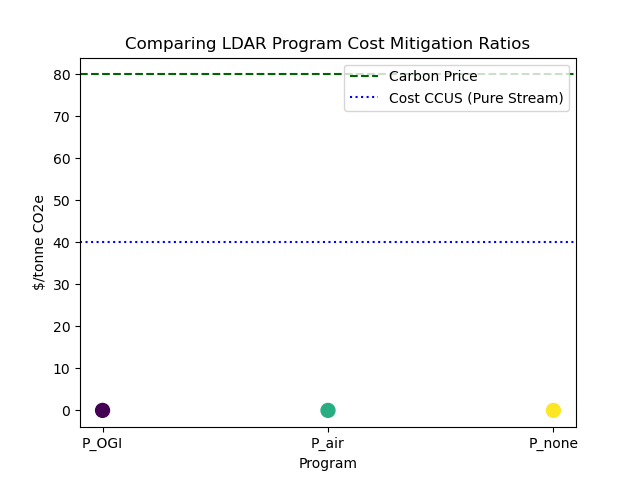 Comparing LDAR Program Cost Mitigation Ratios
Carbon Price
Cost CCUS (Pure Stream)
$/tonne CO2e
80
70
60
50
40
30
20
10
0
P_OGI
P_air
P_none
Program